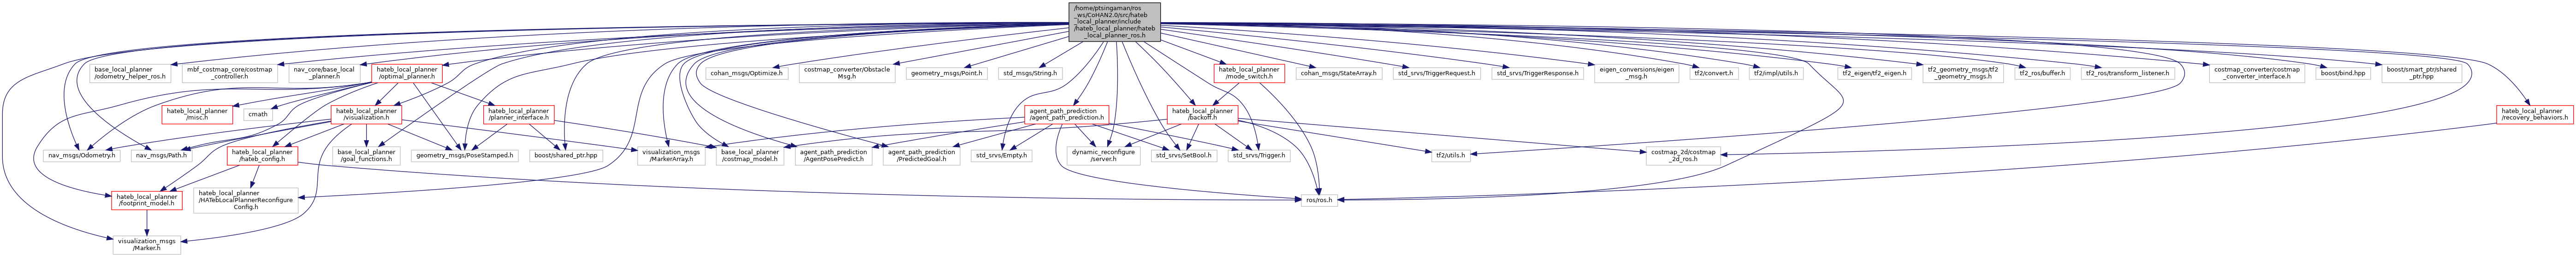 /home/ptsingaman/ros
_ws/CoHAN2.0/src/hateb
_local_planner/include
/hateb_local_planner/hateb
_local_planner_ros.h
base_local_planner
/odometry_helper_ros.h
mbf_costmap_core/costmap
_controller.h
nav_core/base_local
_planner.h
hateb_local_planner
/optimal_planner.h
cohan_msgs/Optimize.h
costmap_converter/Obstacle
Msg.h
geometry_msgs/Point.h
std_msgs/String.h
hateb_local_planner
/mode_switch.h
cohan_msgs/StateArray.h
std_srvs/TriggerRequest.h
std_srvs/TriggerResponse.h
eigen_conversions/eigen
_msg.h
tf2/convert.h
tf2/impl/utils.h
tf2_eigen/tf2_eigen.h
tf2_geometry_msgs/tf2
_geometry_msgs.h
tf2_ros/buffer.h
tf2_ros/transform_listener.h
costmap_converter/costmap
_converter_interface.h
boost/bind.hpp
boost/smart_ptr/shared
_ptr.hpp
hateb_local_planner
/misc.h
cmath
hateb_local_planner
/visualization.h
hateb_local_planner
/planner_interface.h
agent_path_prediction
/agent_path_prediction.h
hateb_local_planner
/backoff.h
hateb_local_planner
/recovery_behaviors.h
nav_msgs/Odometry.h
nav_msgs/Path.h
hateb_local_planner
/hateb_config.h
base_local_planner
/goal_functions.h
geometry_msgs/PoseStamped.h
boost/shared_ptr.hpp
visualization_msgs
/MarkerArray.h
base_local_planner
/costmap_model.h
agent_path_prediction
/AgentPosePredict.h
agent_path_prediction
/PredictedGoal.h
std_srvs/Empty.h
dynamic_reconfigure
/server.h
std_srvs/SetBool.h
std_srvs/Trigger.h
tf2/utils.h
costmap_2d/costmap
_2d_ros.h
hateb_local_planner
/footprint_model.h
hateb_local_planner
/HATebLocalPlannerReconfigure
Config.h
ros/ros.h
visualization_msgs
/Marker.h